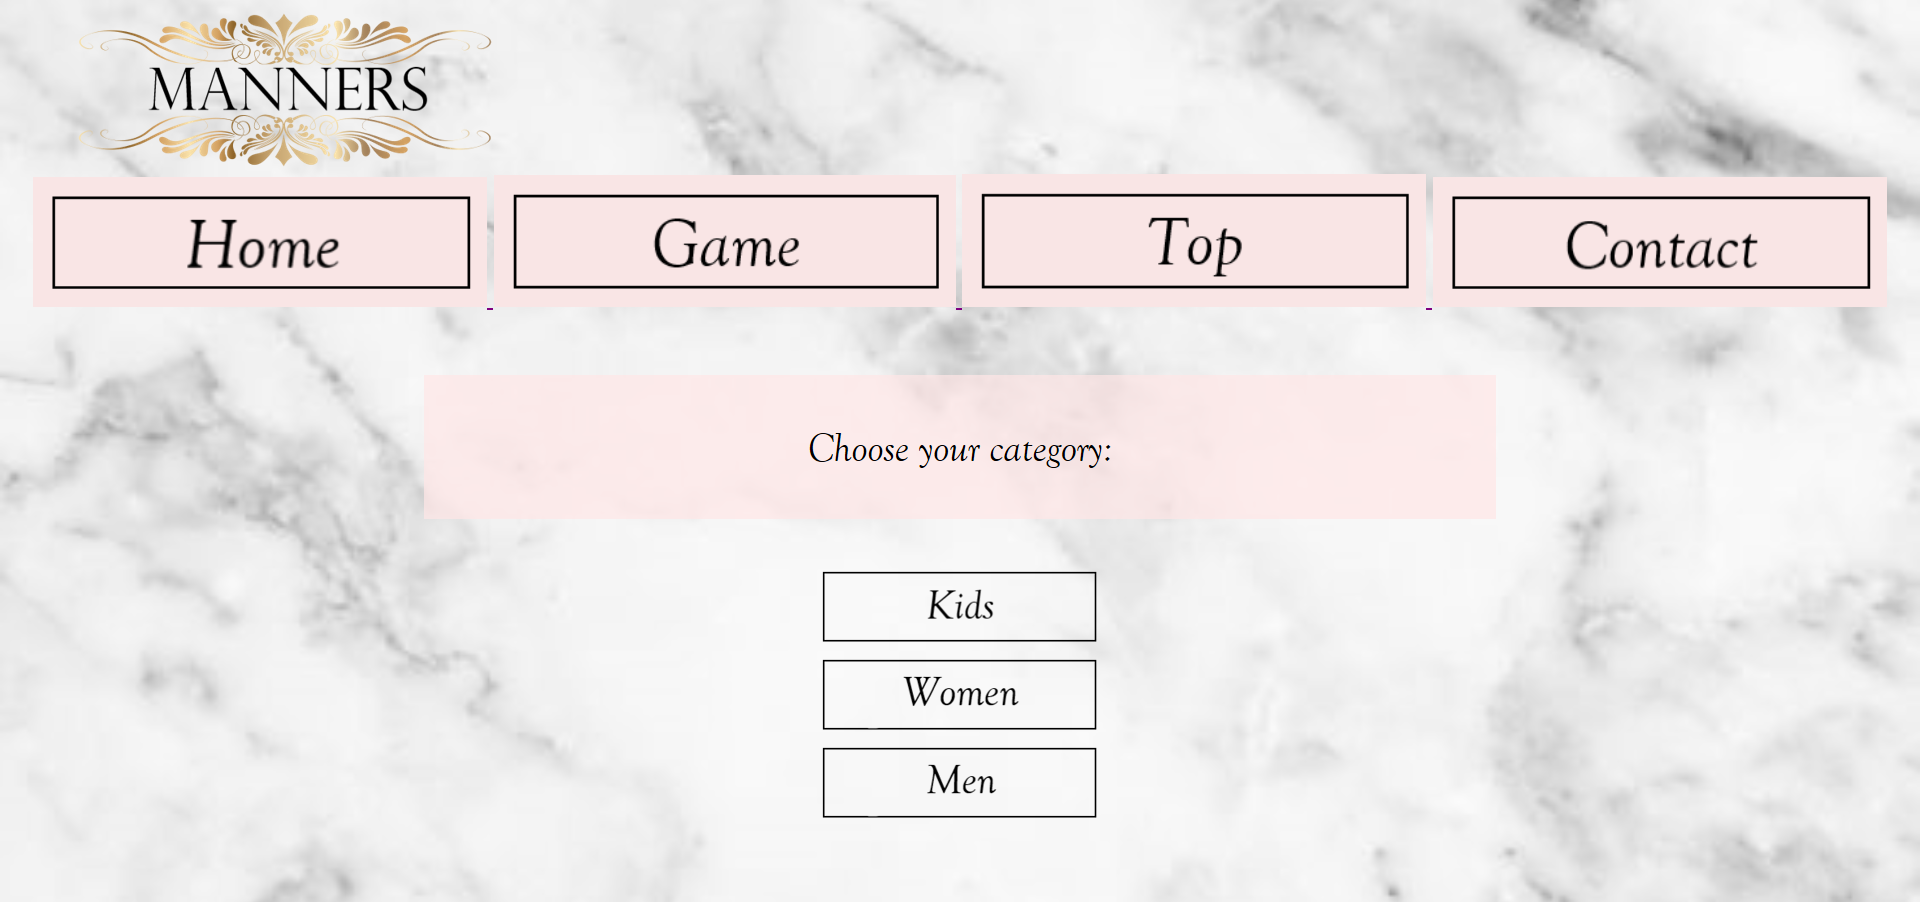 MANNERS
Home Game Top Contact
Choose your category:
Kids
Women
Men